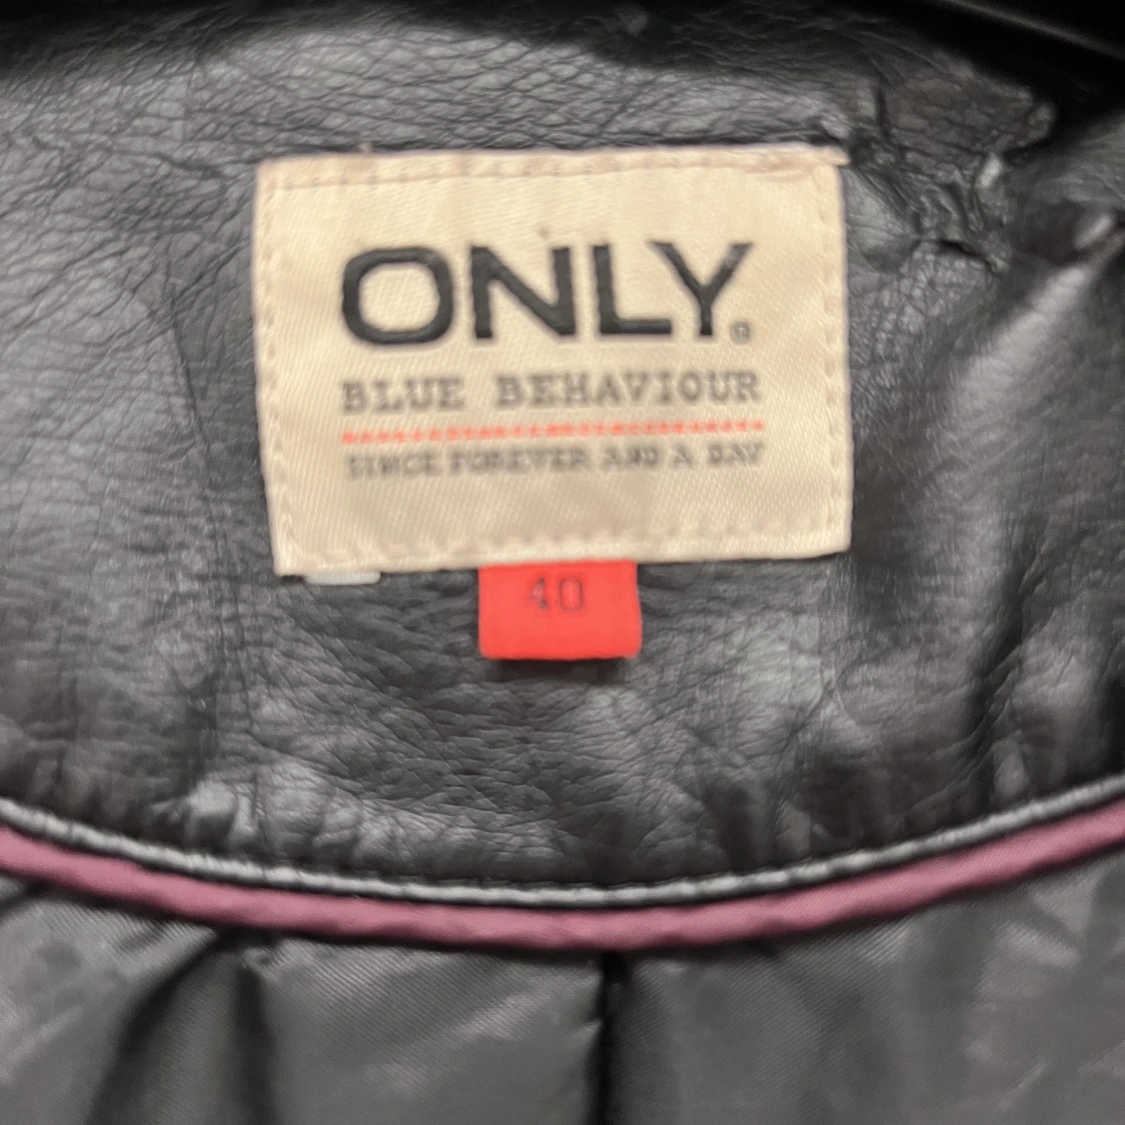 ONLY®
BLUE BEHAVIOUR
SINCE FOREVER AND A DAY
40